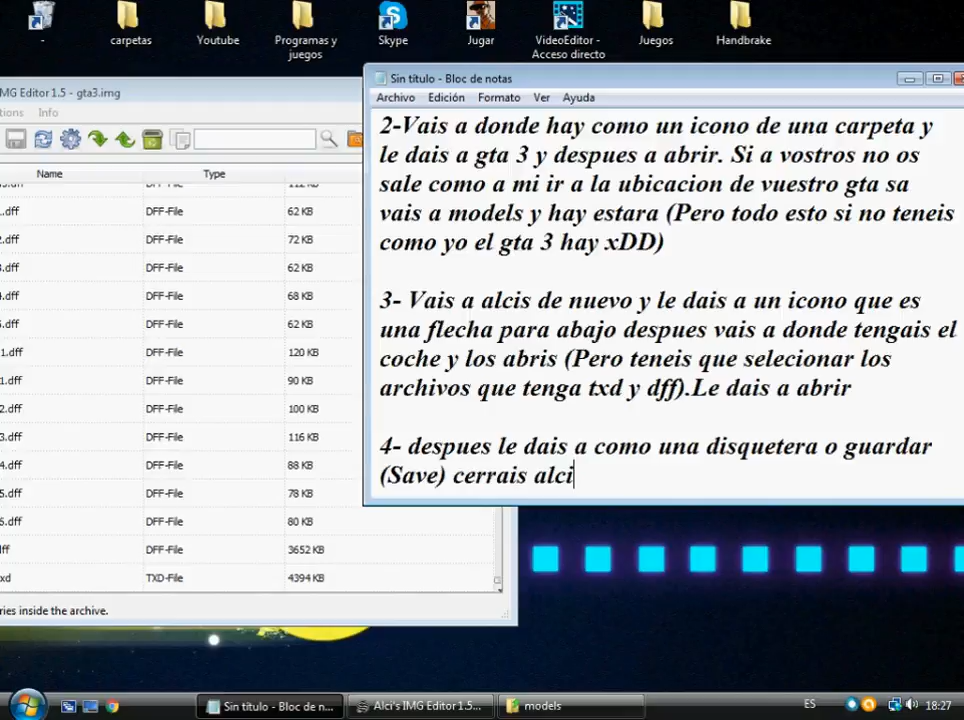 -
carpetas
Youtube
Programas y
juegos
Skype
Jugar
VideoEditor -
Acceso directo
Juegos
Handbrake
IMG Editor 1.5 - gta3.img
Info
Name
Type
DFF-File
112 KB
.dff
DFF-File
62 KB
2.dff
DFF-File
72 KB
3.dff
DFF-File
62 KB
4.dff
DFF-File
68 KB
DFF-File
62 KB
1.dff
DFF-File
120 KB
1.dff
DFF-File
90 KB
2.dff
DFF-File
100 KB
3.dff
DFF-File
116 KB
4.dff
DFF-File
88 KB
5.dff
DFF-File
78 KB
6.dff
DFF-File
80 KB
DFF-File
3652 KB
TXD-File
4394 KB
inside the archive.
Sin título - Bloc de notas
Archivo Edición Formato Ver Ayuda
2-Vais a donde hay como un icono de una carpeta y
le dais a gta 3 y despues a abrir. Si a vostros no os
sale como a mi ir a la ubicacion de vuestro gta sa
vais a models y hay estara (Pero todo esto si no teneis
como yo el gta 3 hay xDD)
3- Vais a alcis de nuevo y le dais a un icono que es
una flecha para abajo despues vais a donde tengais el
coche y los abris (Pero teneis que selecionar los
archivos que tenga txd y dff).Le dais a abrir
4- despues le dais a como una disquetera o guardar
(Save) cerrais alci
Sin título - Bloc de n...
Alci's IMG Editor 1.5...
models
ES
18:27